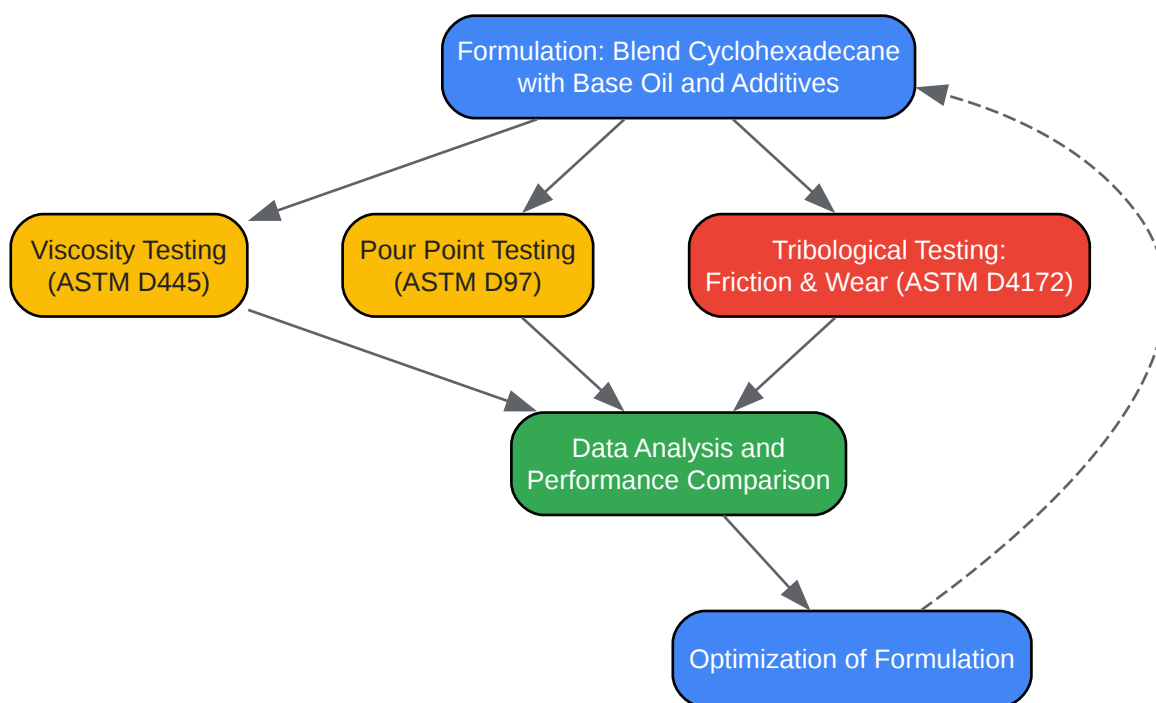 Formulation: Blend Cyclohexadecane
with Base Oil and Additives
Viscosity Testing
(ASTM D445)
Pour Point Testing
(ASTM D97)
Tribological Testing:
Friction & Wear (ASTM D4172)
Data Analysis and
Performance Comparison
Optimization of Formulation